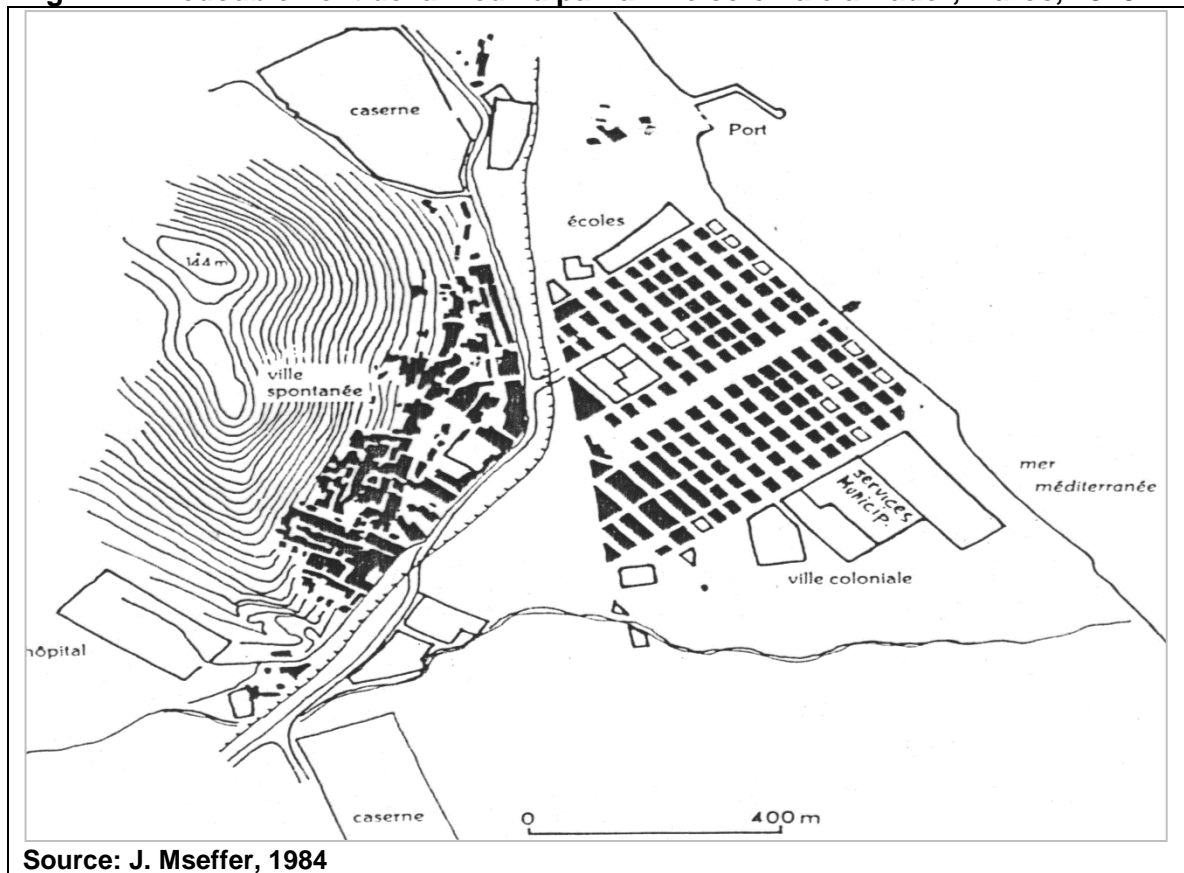 caserne
Port
écoles
144 m
ville
spontanée
mer
méditerranée
Services
Municip.
ville coloniale
hôpital
caserne
0 400 m
Source: J. Mseffer, 1984